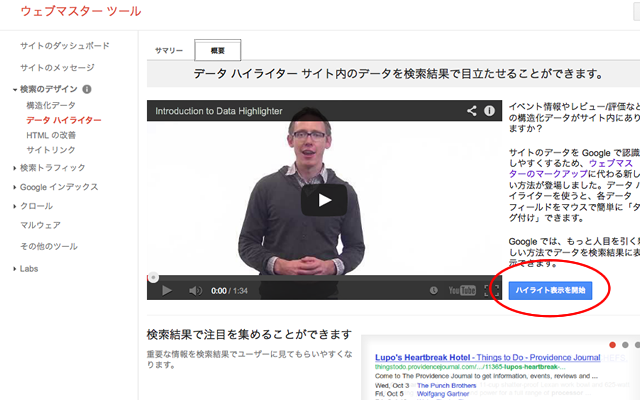 ウェブマスター ツール
サイトのダッシュボード
サイトのメッセージ
検索のデザイン
構造化データ
データ ハイライター
HTML の改善
サイトリンク
検索トラフィック
Google インデックス
クロール
マルウェア
その他のツール
Labs
サマリー 概要
データ ハイライター サイト内のデータを検索結果で目立たせることができます。
Introduction to Data Highlighter
0:00 / 1:34
YouTube
イベント情報やレビュー/評価など
の構造化データがサイト内にあり
ますか？
サイトのデータを Google で認識
しやすくするため、ウェブマス
ターのマークアップに代わる新し
い方法が登場しました。データ ハ
イライターを使うと、各データ
フィールドをマウスで簡単に「タ
グ付け」できます。
Google では、もっと人目を引く新
しい方法でデータを検索結果に表
示できます。
ハイライト表示を開始
検索結果で注目を集めることができます
重要な情報を検索結果でユーザーに見てもらいやすくな
ります。
Lupo's Heartbreak Hotel - Things to Do - Providence Journal
thingstodo.providencejournal.com/.../11365-lupos-heartbreak-...
Come to The Providence Journal to get information, events, reviews and ...
Wed, Oct 3 The Punch Brothers
Fri, Oct 5 Wolfgang Gartner